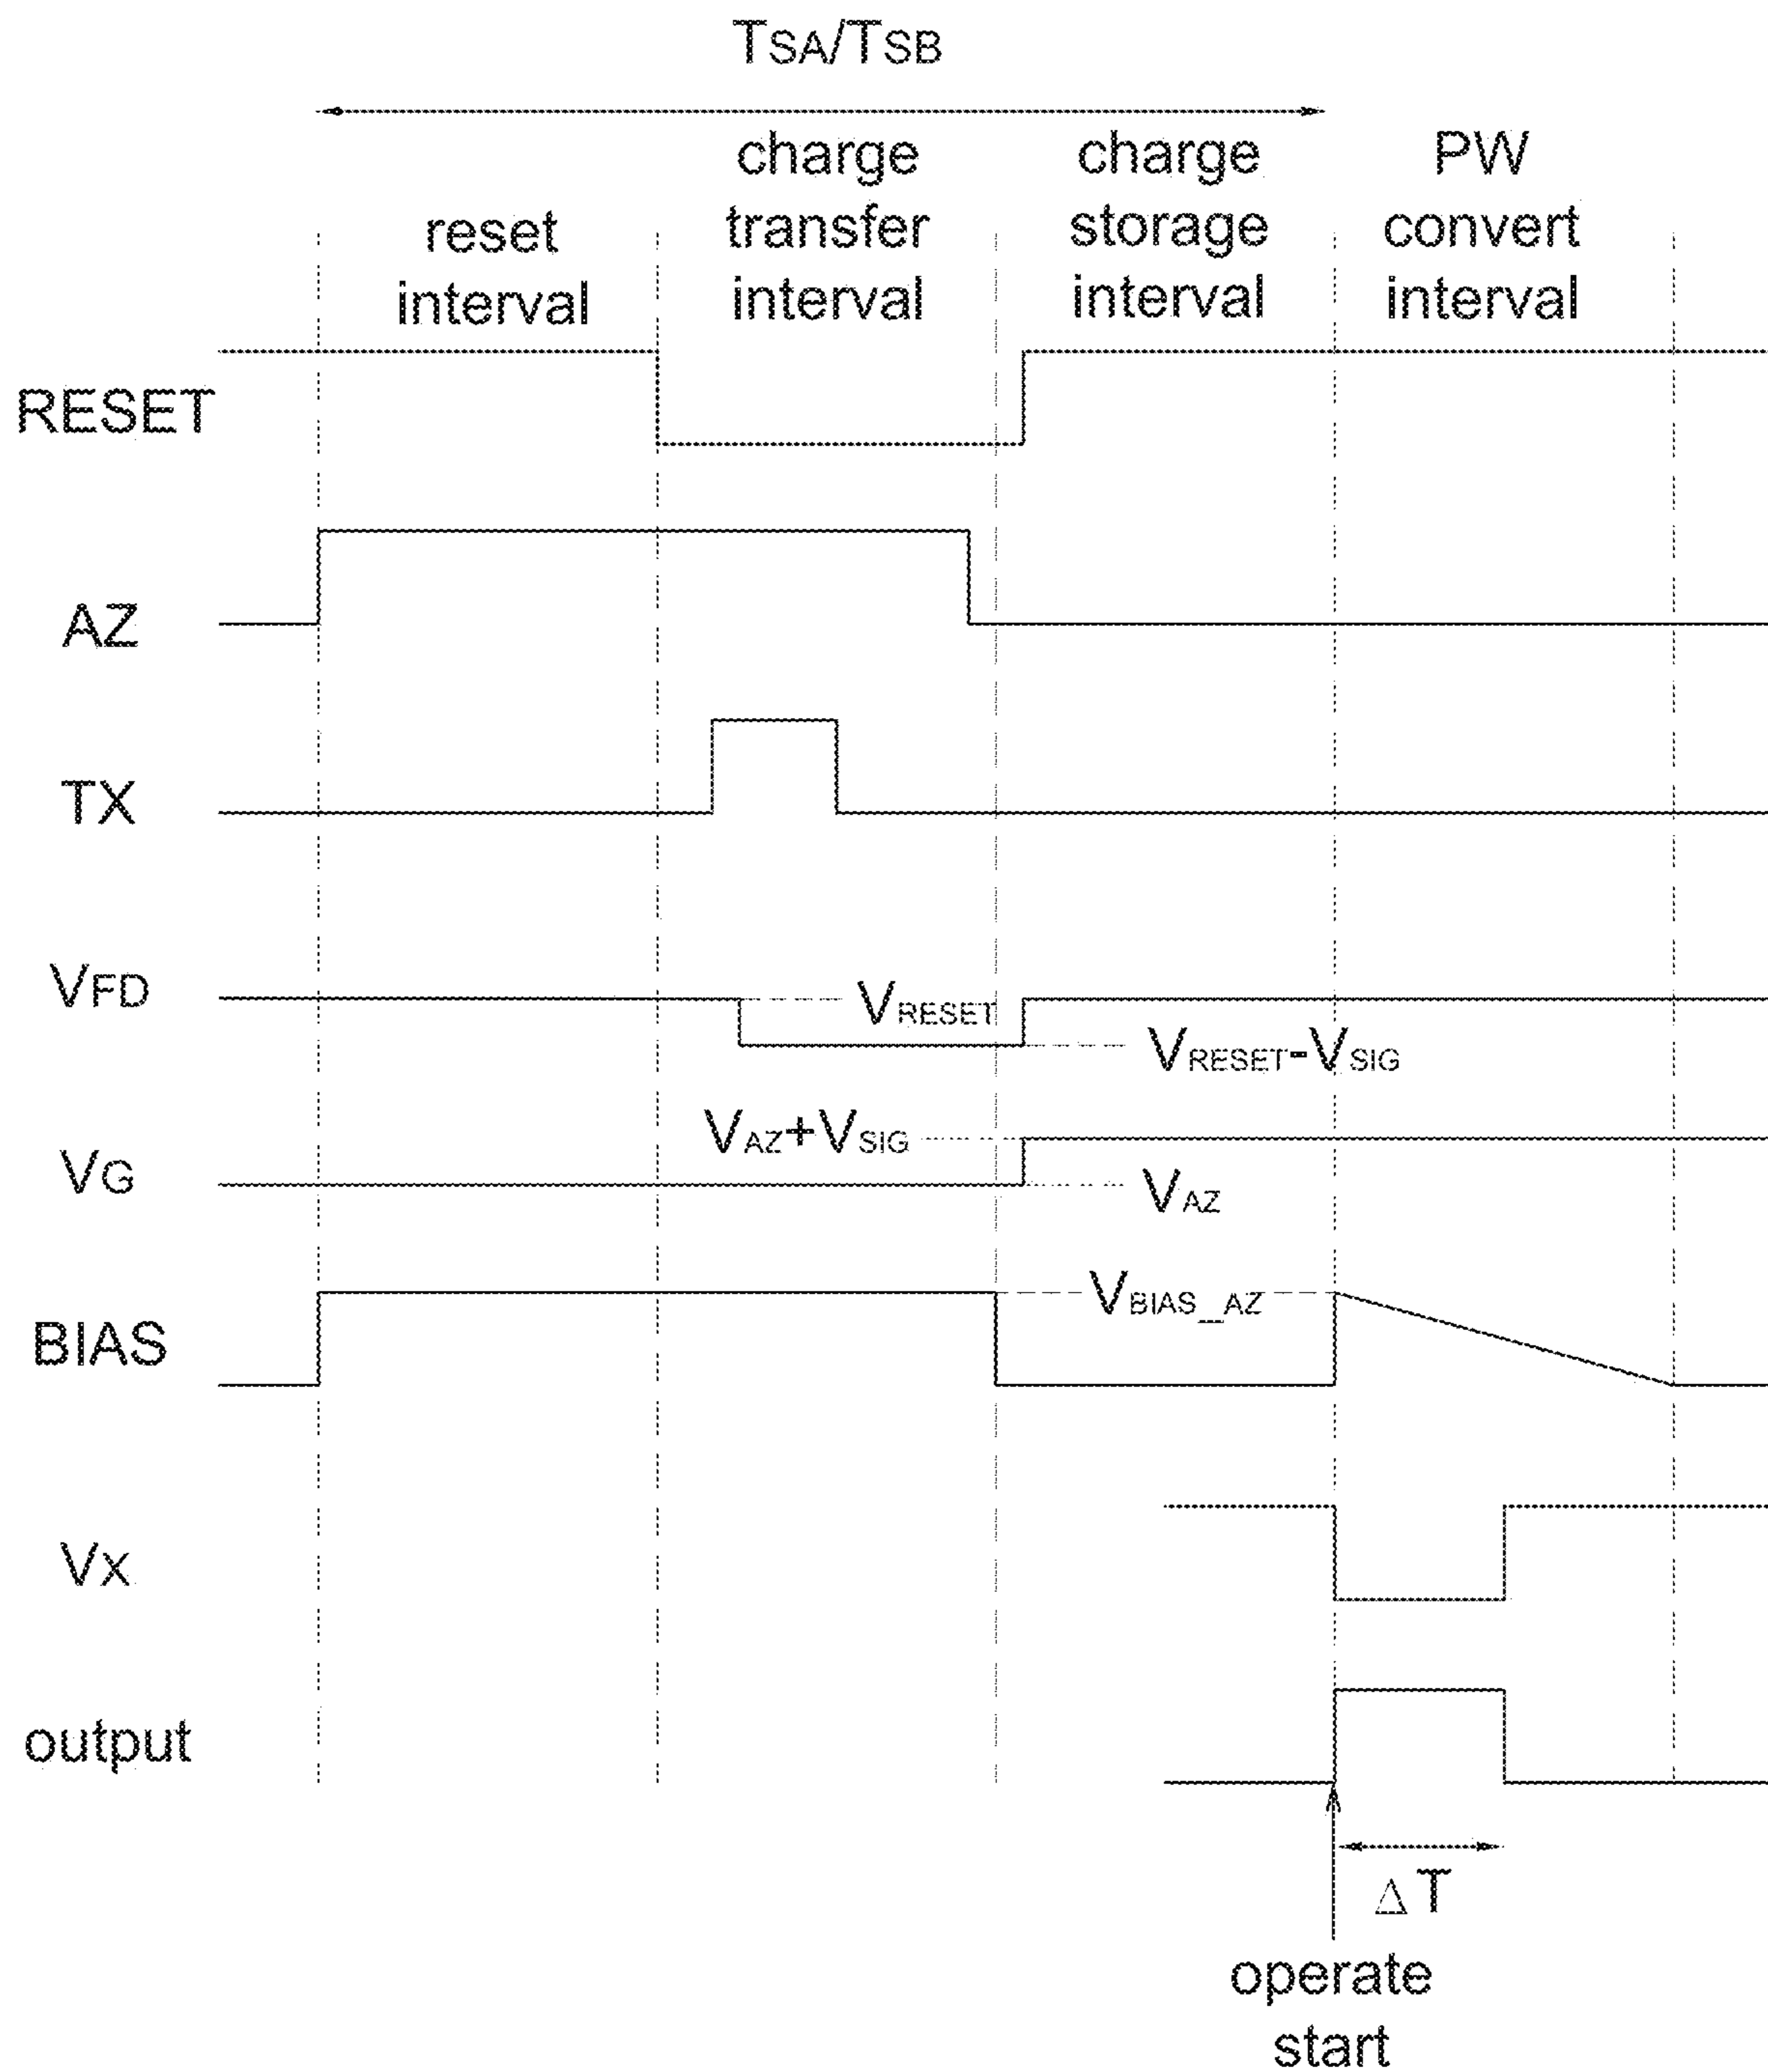 TSA/TSB
reset
interval
charge
transfer
interval
charge
storage
interval
PW
convert
interval
RESET
AZ
TX
VFD
VRESET
VRESET-VSIG
VG
VAZ+VSIG
VAZ
BIAS
VBIAS_AZ
VX
output
ΔT
operate
start